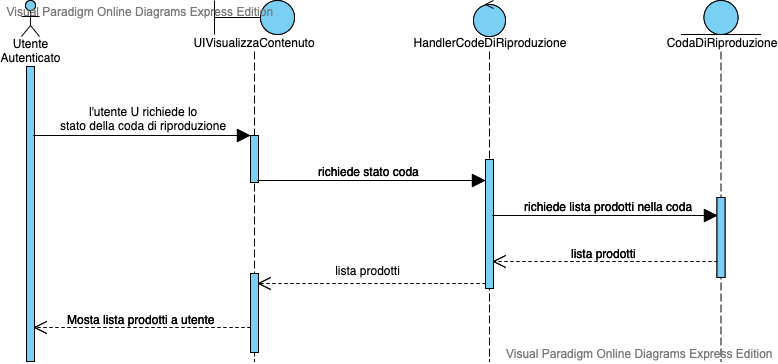 Visual Paradigm Online Diagrams Express Edition
Utente
Autenticato
UIVisualizzaContenuto
HandlerCodeDiRiproduzione
CodaDiRiproduzione
l'utente U richiede lo
stato della coda di riproduzione
richiede stato coda
richiede lista prodotti nella coda
lista prodotti
lista prodotti
Mosta lista prodotti a utente
Visual Paradigm Online Diagrams Express Edition